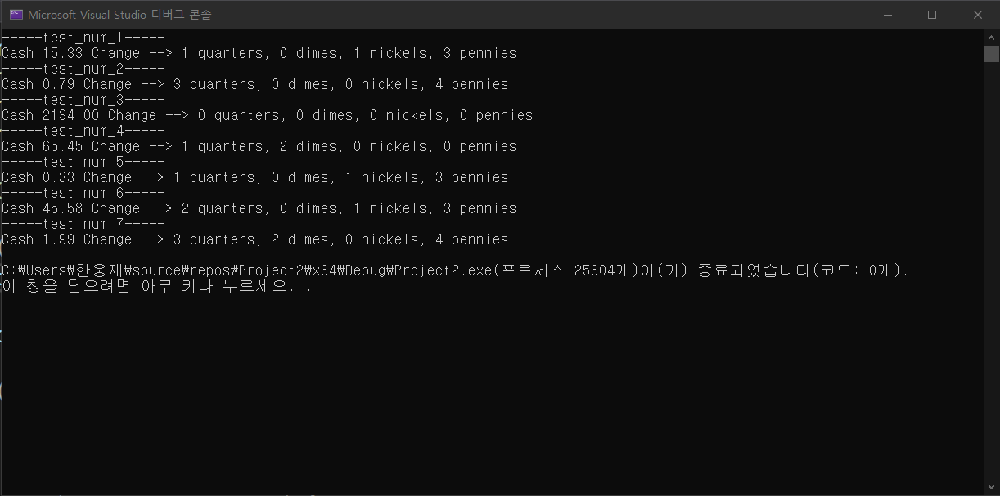 Microsoft Visual Studio 디버그 콘솔
-----test_num_1-----
Cash 15.33 Change --> 1 quarters, 0 dimes, 1 nickels, 3 pennies
-----test_num_2-----
Cash 0.79 Change --> 3 quarters, 0 dimes, 0 nickels, 4 pennies
-----test_num_3-----
Cash 2134.00 Change --> 0 quarters, 0 dimes, 0 nickels, 0 pennies
-----test_num_4-----
Cash 65.45 Change --> 1 quarters, 2 dimes, 0 nickels, 0 pennies
-----test_num_5-----
Cash 0.33 Change --> 1 quarters, 0 dimes, 1 nickels, 3 pennies
-----test_num_6-----
Cash 45.58 Change --> 2 quarters, 0 dimes, 1 nickels, 3 pennies
-----test_num_7-----
Cash 1.99 Change --> 3 quarters, 2 dimes, 0 nickels, 4 pennies
C:₩Users₩한웅재₩source₩repos₩Project2₩x64₩Debug₩Project2.exe(프로세스 25604개)이(가) 종료되었습니다(코드: 0개).
이 창을 닫으려면 아무 키나 누르세요...